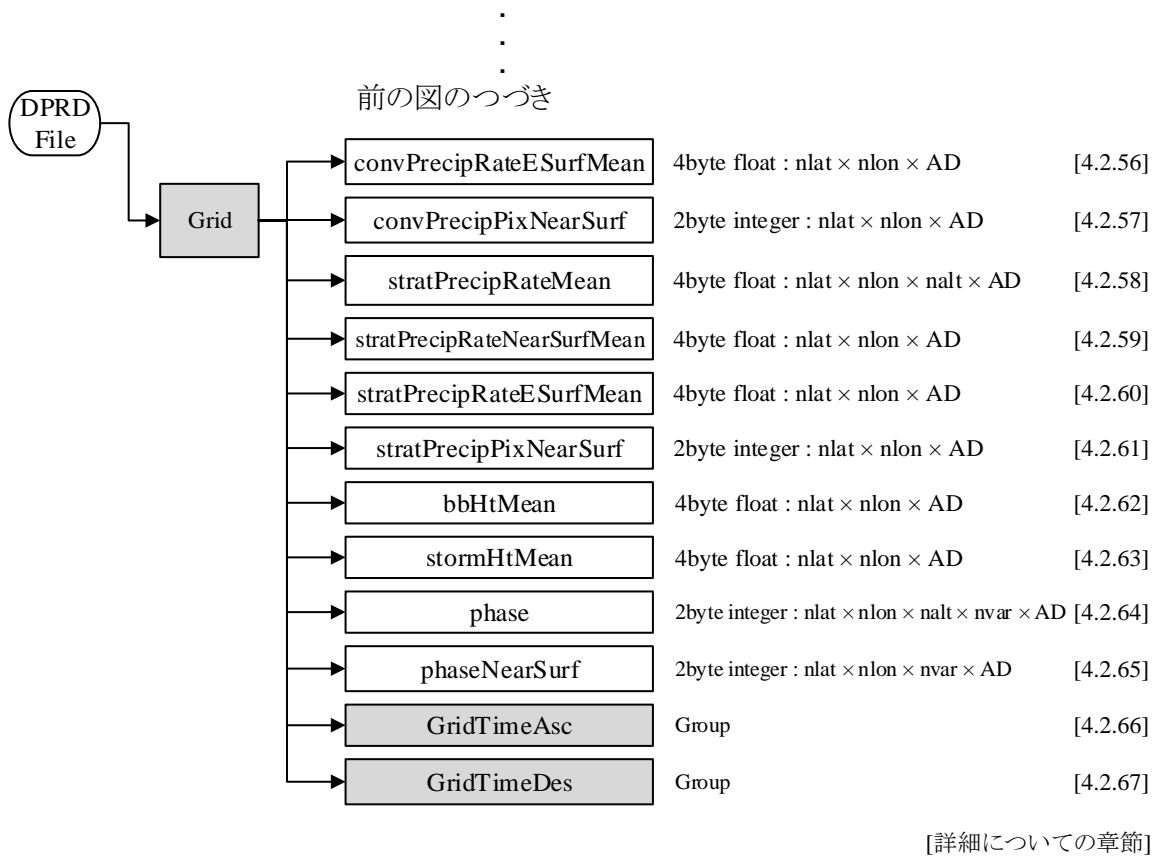 前の図のつづき
DPRD
File
Grid
convPrecipRateESurfMean 4byte float : nlat × nlon × AD [4.2.56]
convPrecipPixNearSurf 2byte integer : nlat × nlon × AD [4.2.57]
stratPrecipRateMean 4byte float : nlat × nlon × nalt × AD [4.2.58]
stratPrecipRateNearSurfMean 4byte float : nlat × nlon × AD [4.2.59]
stratPrecipRateESurfMean 4byte float : nlat × nlon × AD [4.2.60]
stratPrecipPixNearSurf 2byte integer : nlat × nlon × AD [4.2.61]
bbHtMean 4byte float : nlat × nlon × AD [4.2.62]
stormHtMean 4byte float : nlat × nlon × AD [4.2.63]
phase 2byte integer : nlat × nlon × nalt × nvar × AD [4.2.64]
phaseNearSurf 2byte integer : nlat × nlon × nvar × AD [4.2.65]
GridTimeAsc Group [4.2.66]
GridTimeDes Group [4.2.67]
[詳細についての章節]